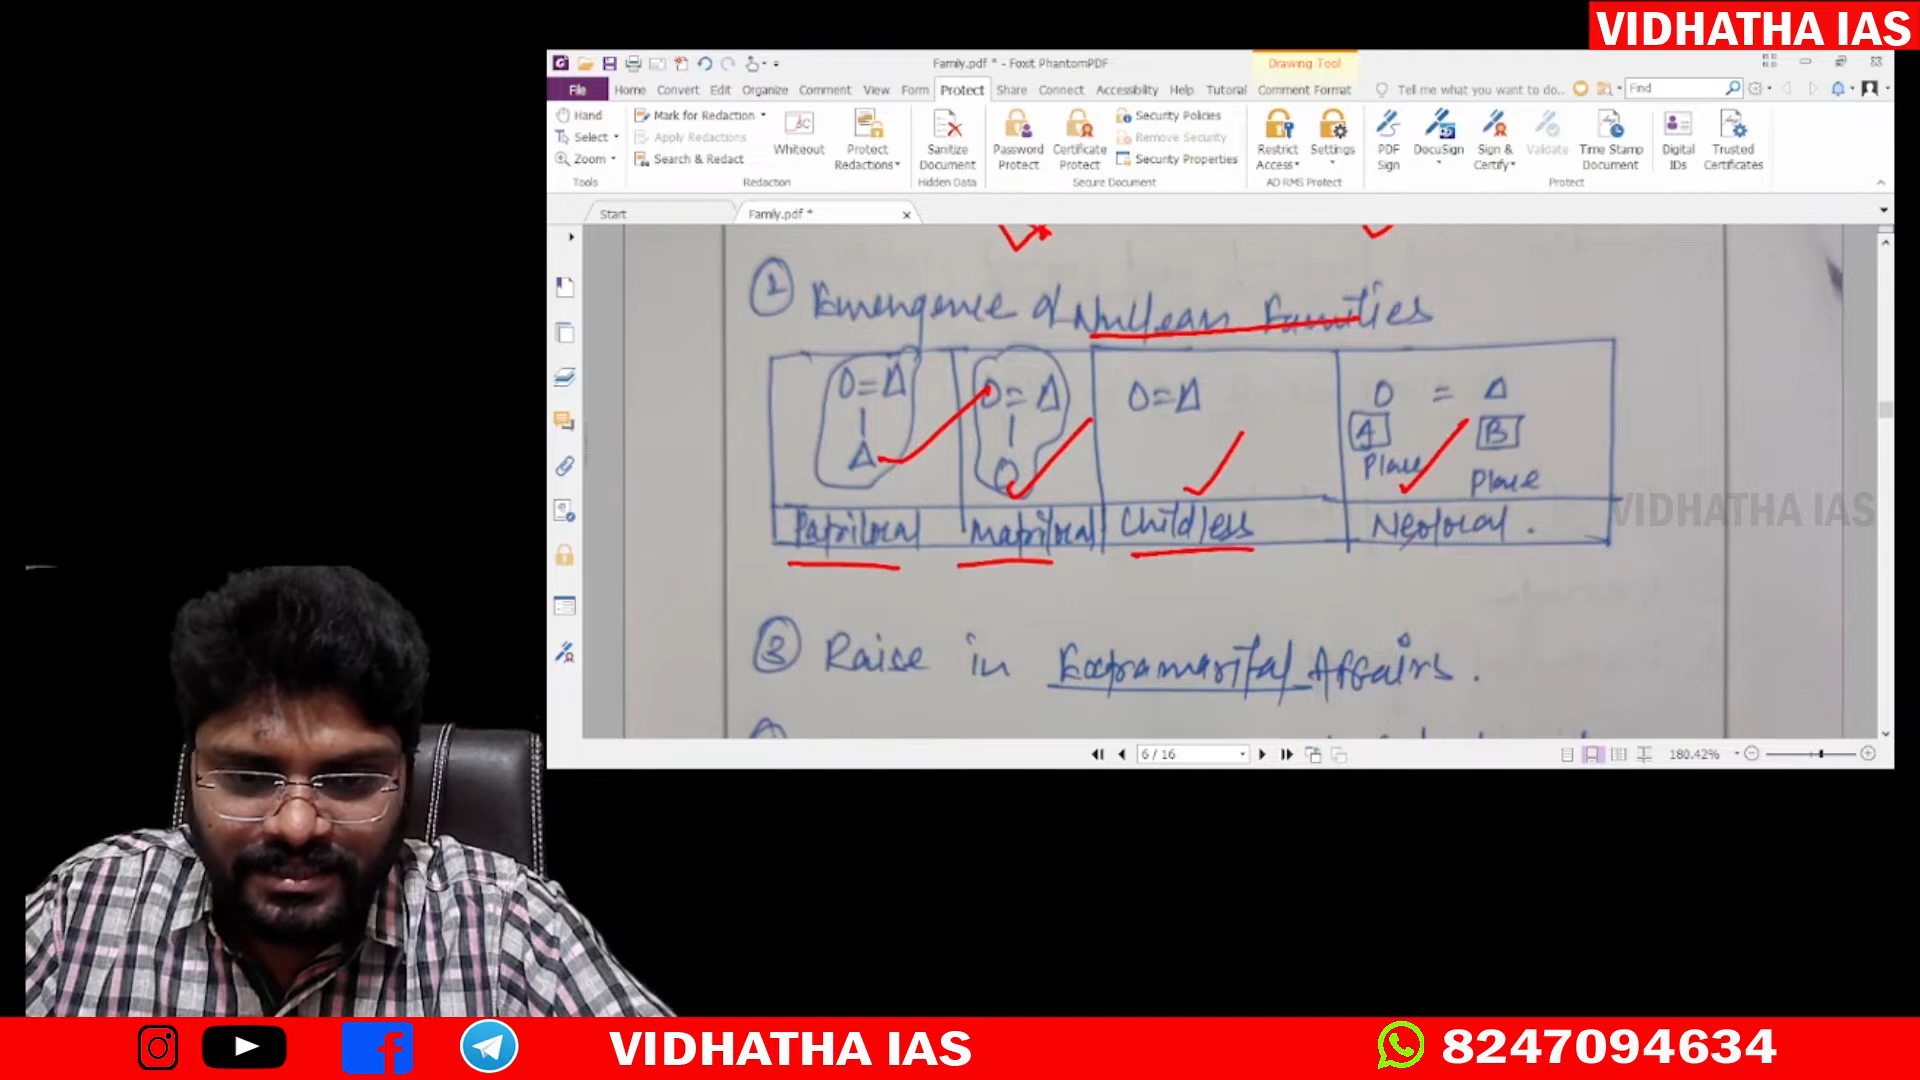 VIDHATHA IAS
Family.pdf * - Foxit PhantomPDF
Drawing Tool
File Home Convert Edit Organize Comment View Form Protect Share Connect Accessibility Help Tutorial Comment Format Tell me what you want to do.. Find
Hand
Select
Zoom
Tools
Mark for Redaction
Apply Redactions
Search & Redact
Whiteout
Protect Redactions
Redaction
Sanitize Document
Hidden Data
Password Protect
Certificate Protect
Security Policies
Remove Security
Security Properties
Secure Document
Restrict Access
Settings
AD RMS Protect
PDF Sign
DocuSign
Sign & Certify
Validate
Time Stamp Document
Digital IDs
Trusted Certificates
Protect
Start
Family.pdf *
Families
O=Δ O=Δ O=Δ O = Δ
Δ O A B
Place Place
Patrilocal Matrilocal Childless Neolocal .
VIDHATHA IAS
3 Raise in Extramarital Affairs .
6 / 16
180.42%
VIDHATHA IAS
8247094634